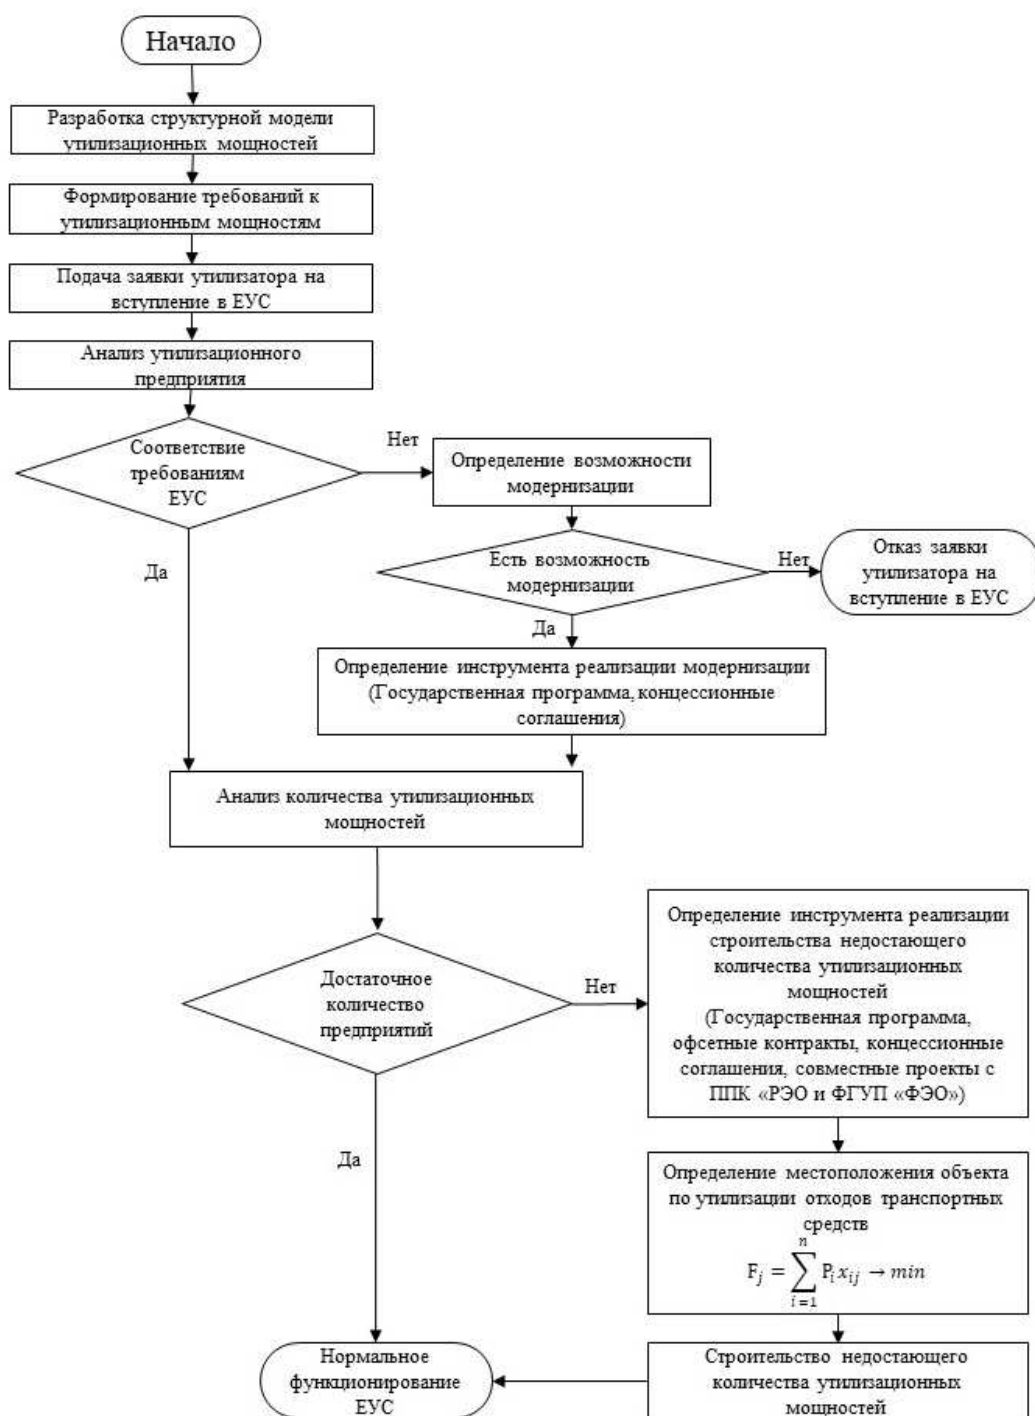 Начало
Разработка структурной модели
утилизационных мощностей
Формирование требований к
утилизационным мощностям
Подача заявки утилизатора на
вступление в ЕУС
Анализ утилизационного
предприятия
Соответствие
требованиям
ЕУС
Нет
Определение возможности
модернизации
Да
Есть возможность
модернизации
Нет
Отказ заявки
утилизатора на
вступление в ЕУС
Да
Определение инструмента реализации модернизации
(Государственная программа, концессионные
соглашения)
Анализ количества утилизационных
мощностей
Достаточное
количество
предприятий
Нет
Определение инструмента реализации
строительства недостающего
количества утилизационных
мощностей
(Государственная программа,
офсетные контракты, концессионные
соглашения, совместные проекты с
ППК «РЭО и ФГУП «ФЭО»)
Да
Определение местоположения объекта
по утилизации отходов транспортных
средств
F_j = \sum_{i=1}^{n} P_i x_{ij} → min
Нормальное
функционирование
ЕУС
Строительство недостающего
количества утилизационных
мощностей